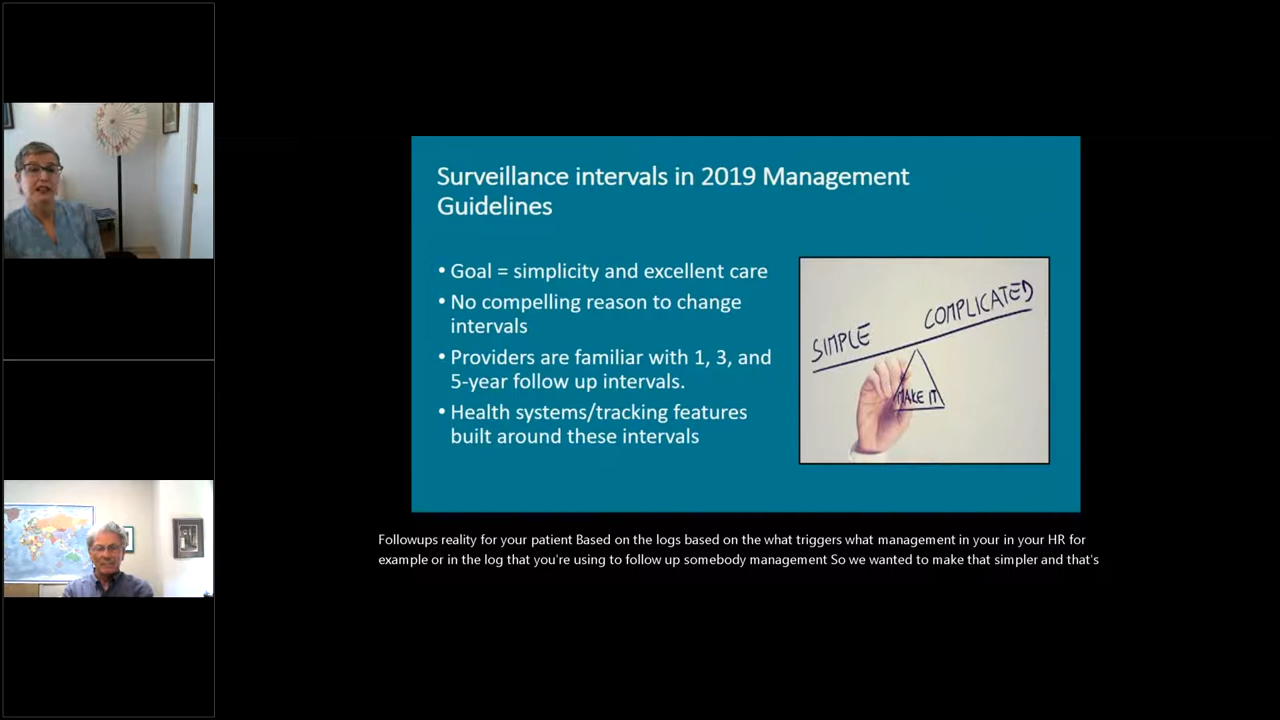 Surveillance intervals in 2019 Management
Guidelines
• Goal = simplicity and excellent care
• No compelling reason to change
intervals
• Providers are familiar with 1, 3, and
5-year follow up intervals.
• Health systems/tracking features
built around these intervals
SIMPLE
COMPLICATED
MAKE IT
Followups reality for your patient Based on the logs based on the what triggers what management in your in your HR for
example or in the log that you're using to follow up somebody management So we wanted to make that simpler and that's